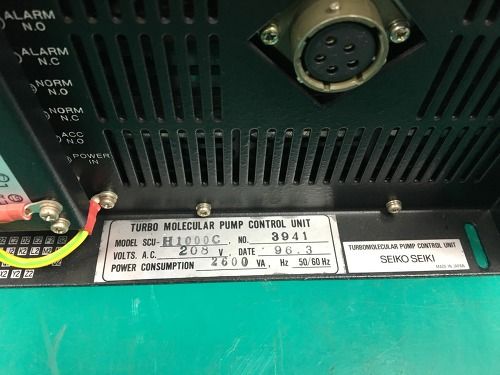 ALARM
N.O
ALARM
N.C
NORM
N.O
NORM
N.C
ACC
N.O
POWER
IN
TURBO MOLECULAR PUMP CONTROL UNIT
MODEL SCU-H1000C . NO. 3941
VOLTS. A.C. 208 V. DATE '96.3
POWER CONSUMPTION 2600 VA, Hz 50/60 Hz
TURBOMOLECULAR PUMP CONTROL UNIT
SEIKO SEIKI
MADE IN JAPAN